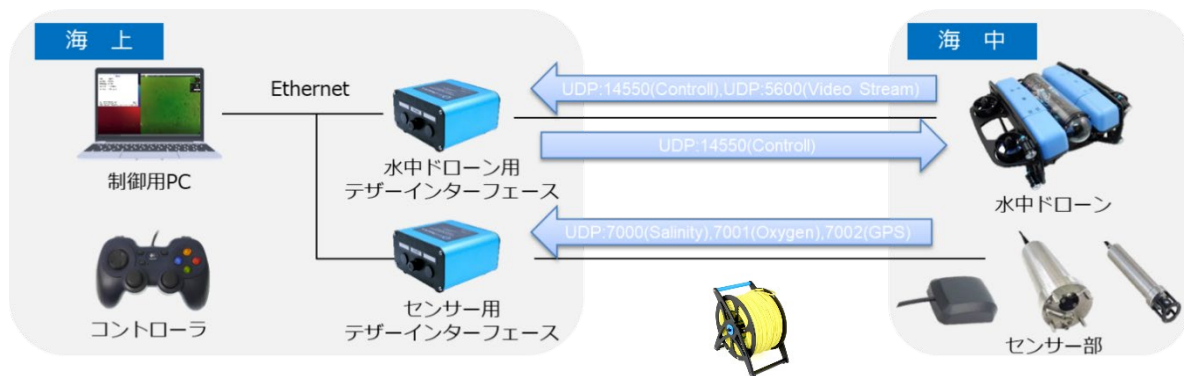 海 上
海 中
Ethernet
UDP:14550(Controll),UDP:5600(Video Stream)
UDP:14550(Controll)
制御用PC
水中ドローン用
テザーインターフェース
水中ドローン
UDP:7000(Salinity),7001(Oxygen),7002(GPS)
コントローラ
センサー用
テザーインターフェース
センサー部